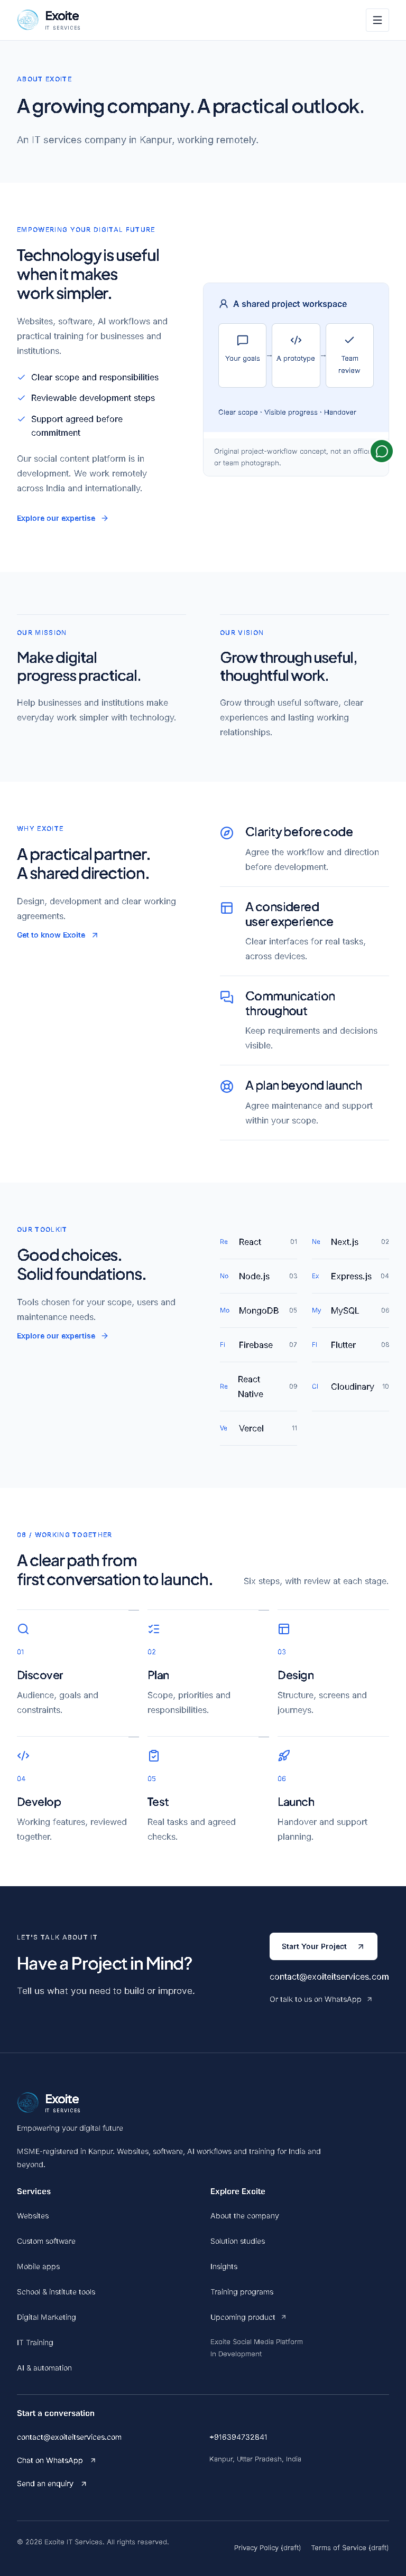 Exoite
IT SERVICES
ABOUT EXOITE
A growing company. A practical outlook.
An IT services company in Kanpur, working remotely.
EMPOWERING YOUR DIGITAL FUTURE
Technology is useful
when it makes
work simpler.
Websites, software, AI workflows and
practical training for businesses and
institutions.
Clear scope and responsibilities
Reviewable development steps
Support agreed before
commitment
Our social content platform is in
development. We work remotely
across India and internationally.
Explore our expertise
A shared project workspace
Your goals
A prototype
Team
review
Clear scope · Visible progress · Handover
Original project-workflow concept, not an office
or team photograph.
OUR MISSION
Make digital
progress practical.
Help businesses and institutions make
everyday work simpler with technology.
OUR VISION
Grow through useful,
thoughtful work.
Grow through useful software, clear
experiences and lasting working
relationships.
WHY EXOITE
A practical partner.
A shared direction.
Design, development and clear working
agreements.
Get to know Exoite
Clarity before code
Agree the workflow and direction
before development.
A considered
user experience
Clear interfaces for real tasks,
across devices.
Communication
throughout
Keep requirements and decisions
visible.
A plan beyond launch
Agree maintenance and support
within your scope.
OUR TOOLKIT
Good choices.
Solid foundations.
Tools chosen for your scope, users and
maintenance needs.
Explore our expertise
Re React 01
Ne Next.js 02
No Node.js 03
Ex Express.js 04
Mo MongoDB 05
My MySQL 06
Fi Firebase 07
Fl Flutter 08
Re React Native 09
Cl Cloudinary 10
Ve Vercel 11
06 / WORKING TOGETHER
A clear path from
first conversation to launch.
Six steps, with review at each stage.
01
Discover
Audience, goals and
constraints.
02
Plan
Scope, priorities and
responsibilities.
03
Design
Structure, screens and
journeys.
04
Develop
Working features, reviewed
together.
05
Test
Real tasks and agreed
checks.
06
Launch
Handover and support
planning.
LET'S TALK ABOUT IT
Have a Project in Mind?
Tell us what you need to build or improve.
Start Your Project
contact@exoiteitservices.com
Or talk to us on WhatsApp
Exoite
IT SERVICES
Empowering your digital future
MSME-registered in Kanpur. Websites, software, AI workflows and training for India and
beyond.
Services
Websites
Custom software
Mobile apps
School & institute tools
Digital Marketing
IT Training
AI & automation
Explore Exoite
About the company
Solution studies
Insights
Training programs
Upcoming product
Exoite Social Media Platform
In Development
Start a conversation
contact@exoiteitservices.com
Chat on WhatsApp
Send an enquiry
+916394732841
Kanpur, Uttar Pradesh, India
© 2026 Exoite IT Services. All rights reserved.
Privacy Policy (draft)
Terms of Service (draft)